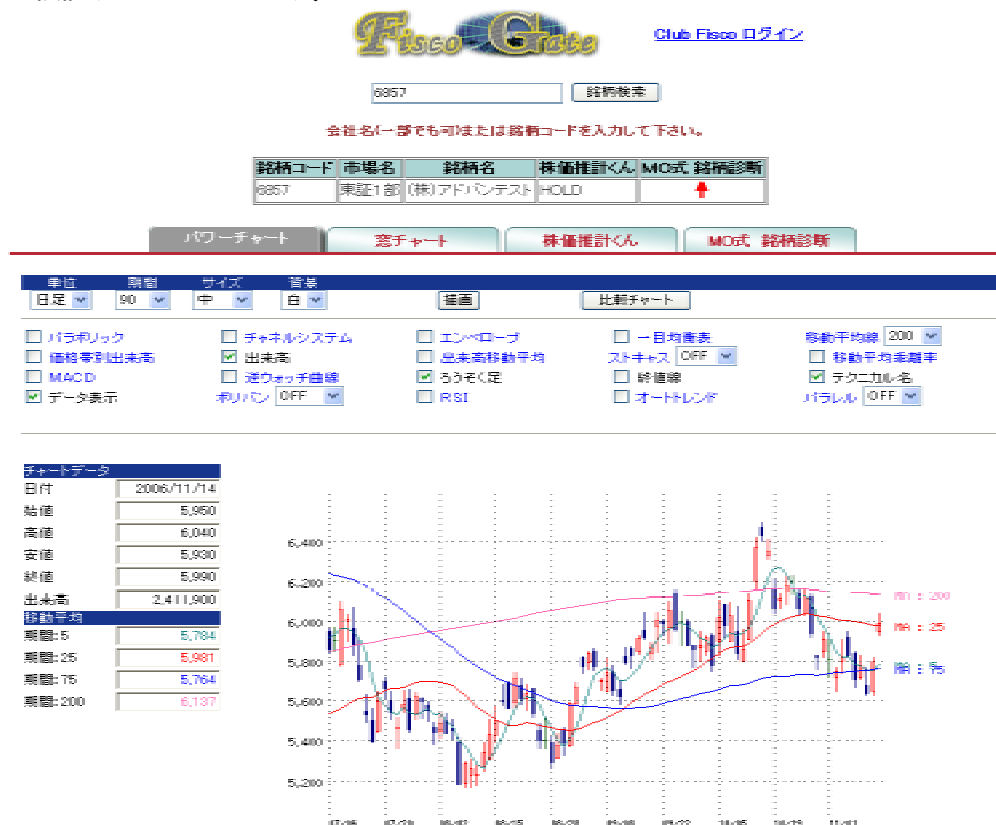 Fisco Gate
Club Fisco ログイン
6857 銘柄検索
会社名(一部でも可)または銘柄コードを入力して下さい。
銘柄コード 市場名 銘柄名 株価推計くん MO式 銘柄診断
6857 東証1部 (株)アドバンテスト HOLD
パワーチャート 窓チャート 株価推計くん MO式 銘柄診断
単位 期間 サイズ 背景
日足 90 中 白 描画 比較チャート
パラボリック チャネルシステム エンベロープ 一目均衡表 移動平均線 200
価格帯別出来高 出来高 出来高移動平均 ストキャス OFF 移動平均乖離率
MACD 逆ウォッチ曲線 ろうそく足 終値線 テクニカル名
データ表示 ボリバン OFF RSI オートトレンド パラレル OFF
チャートデータ
日付 2006/11/14
始値 5,950
高値 6,040
安値 5,930
終値 5,990
出来高 2,411,900
移動平均
期間:5 5,784
期間:25 5,981
期間:75 5,764
期間:200 6,137
6,400
6,200
6,000
5,800
5,600
5,400
5,200
MA : 200
MA : 25
MA : 75